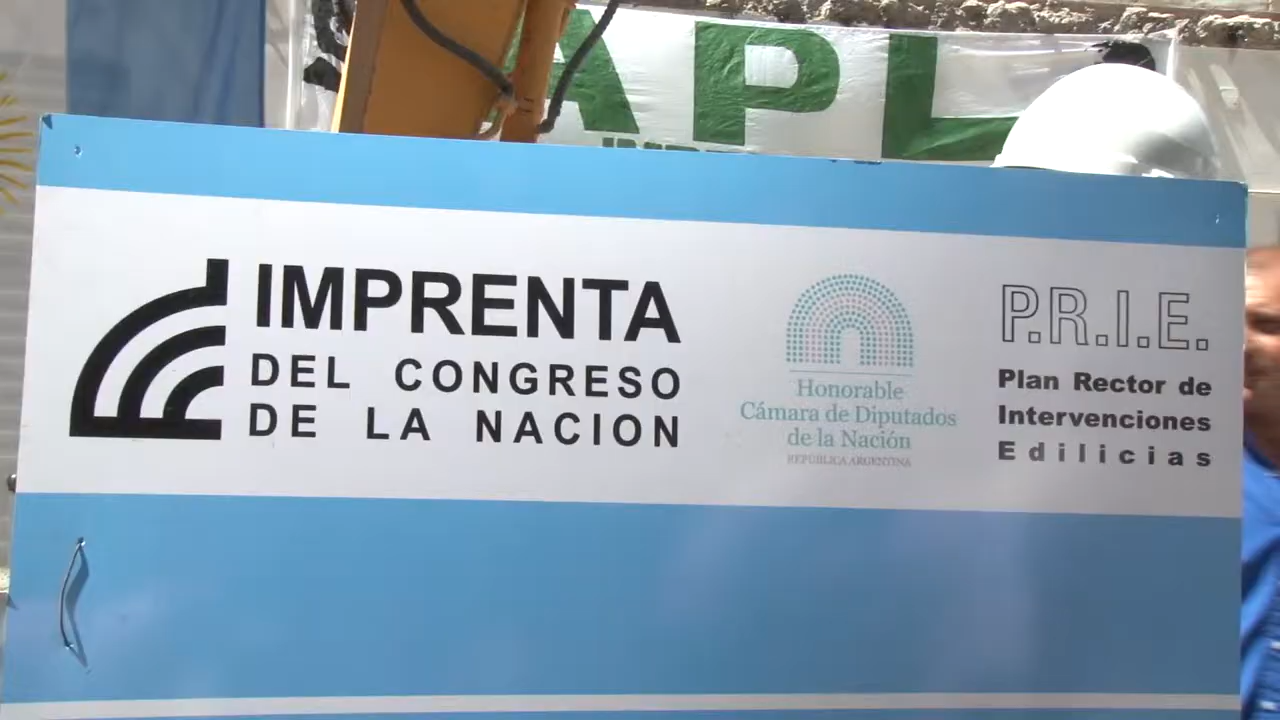 APL
IMPRENTA
DEL CONGRESO
DE LA NACION
Honorable
Cámara de Diputados
de la Nación
REPÚBLICA ARGENTINA
P.R.I.E.
Plan Rector de
Intervenciones
Edilicias